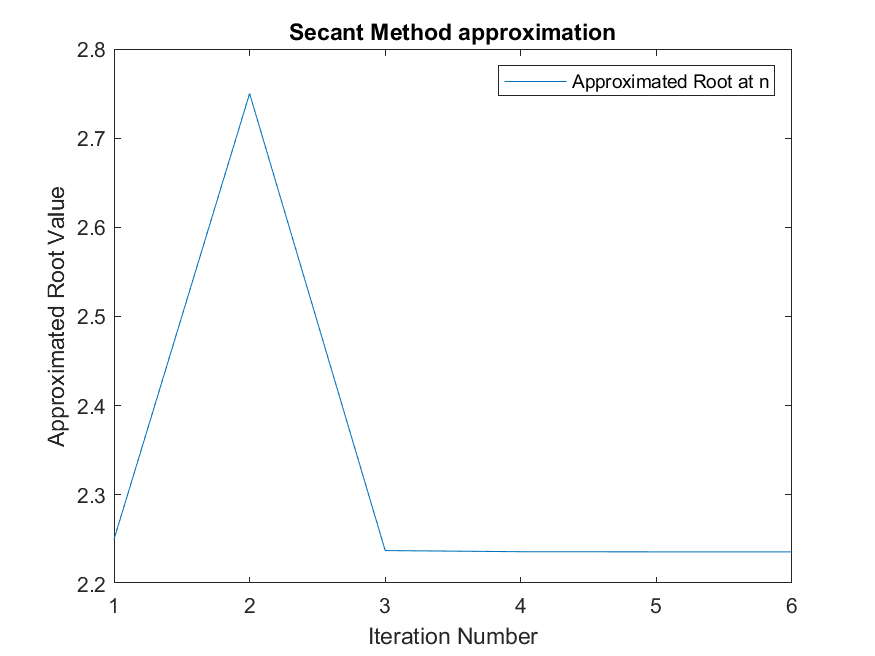 Secant Method approximation
Approximated Root at n
Approximated Root Value
2.8
2.7
2.6
2.5
2.4
2.3
2.2
1 2 3 4 5 6
Iteration Number